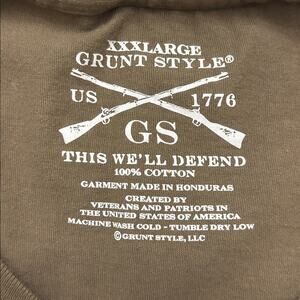 XXXLARGE
GRUNT STYLE®
US 1776
GS
THIS WE'LL DEFEND
100% COTTON
GARMENT MADE IN HONDURAS
CREATED BY
VETERANS AND PATRIOTS IN
THE UNITED STATES OF AMERICA
MACHINE WASH COLD - TUMBLE DRY LOW
©GRUNT STYLE, LLC